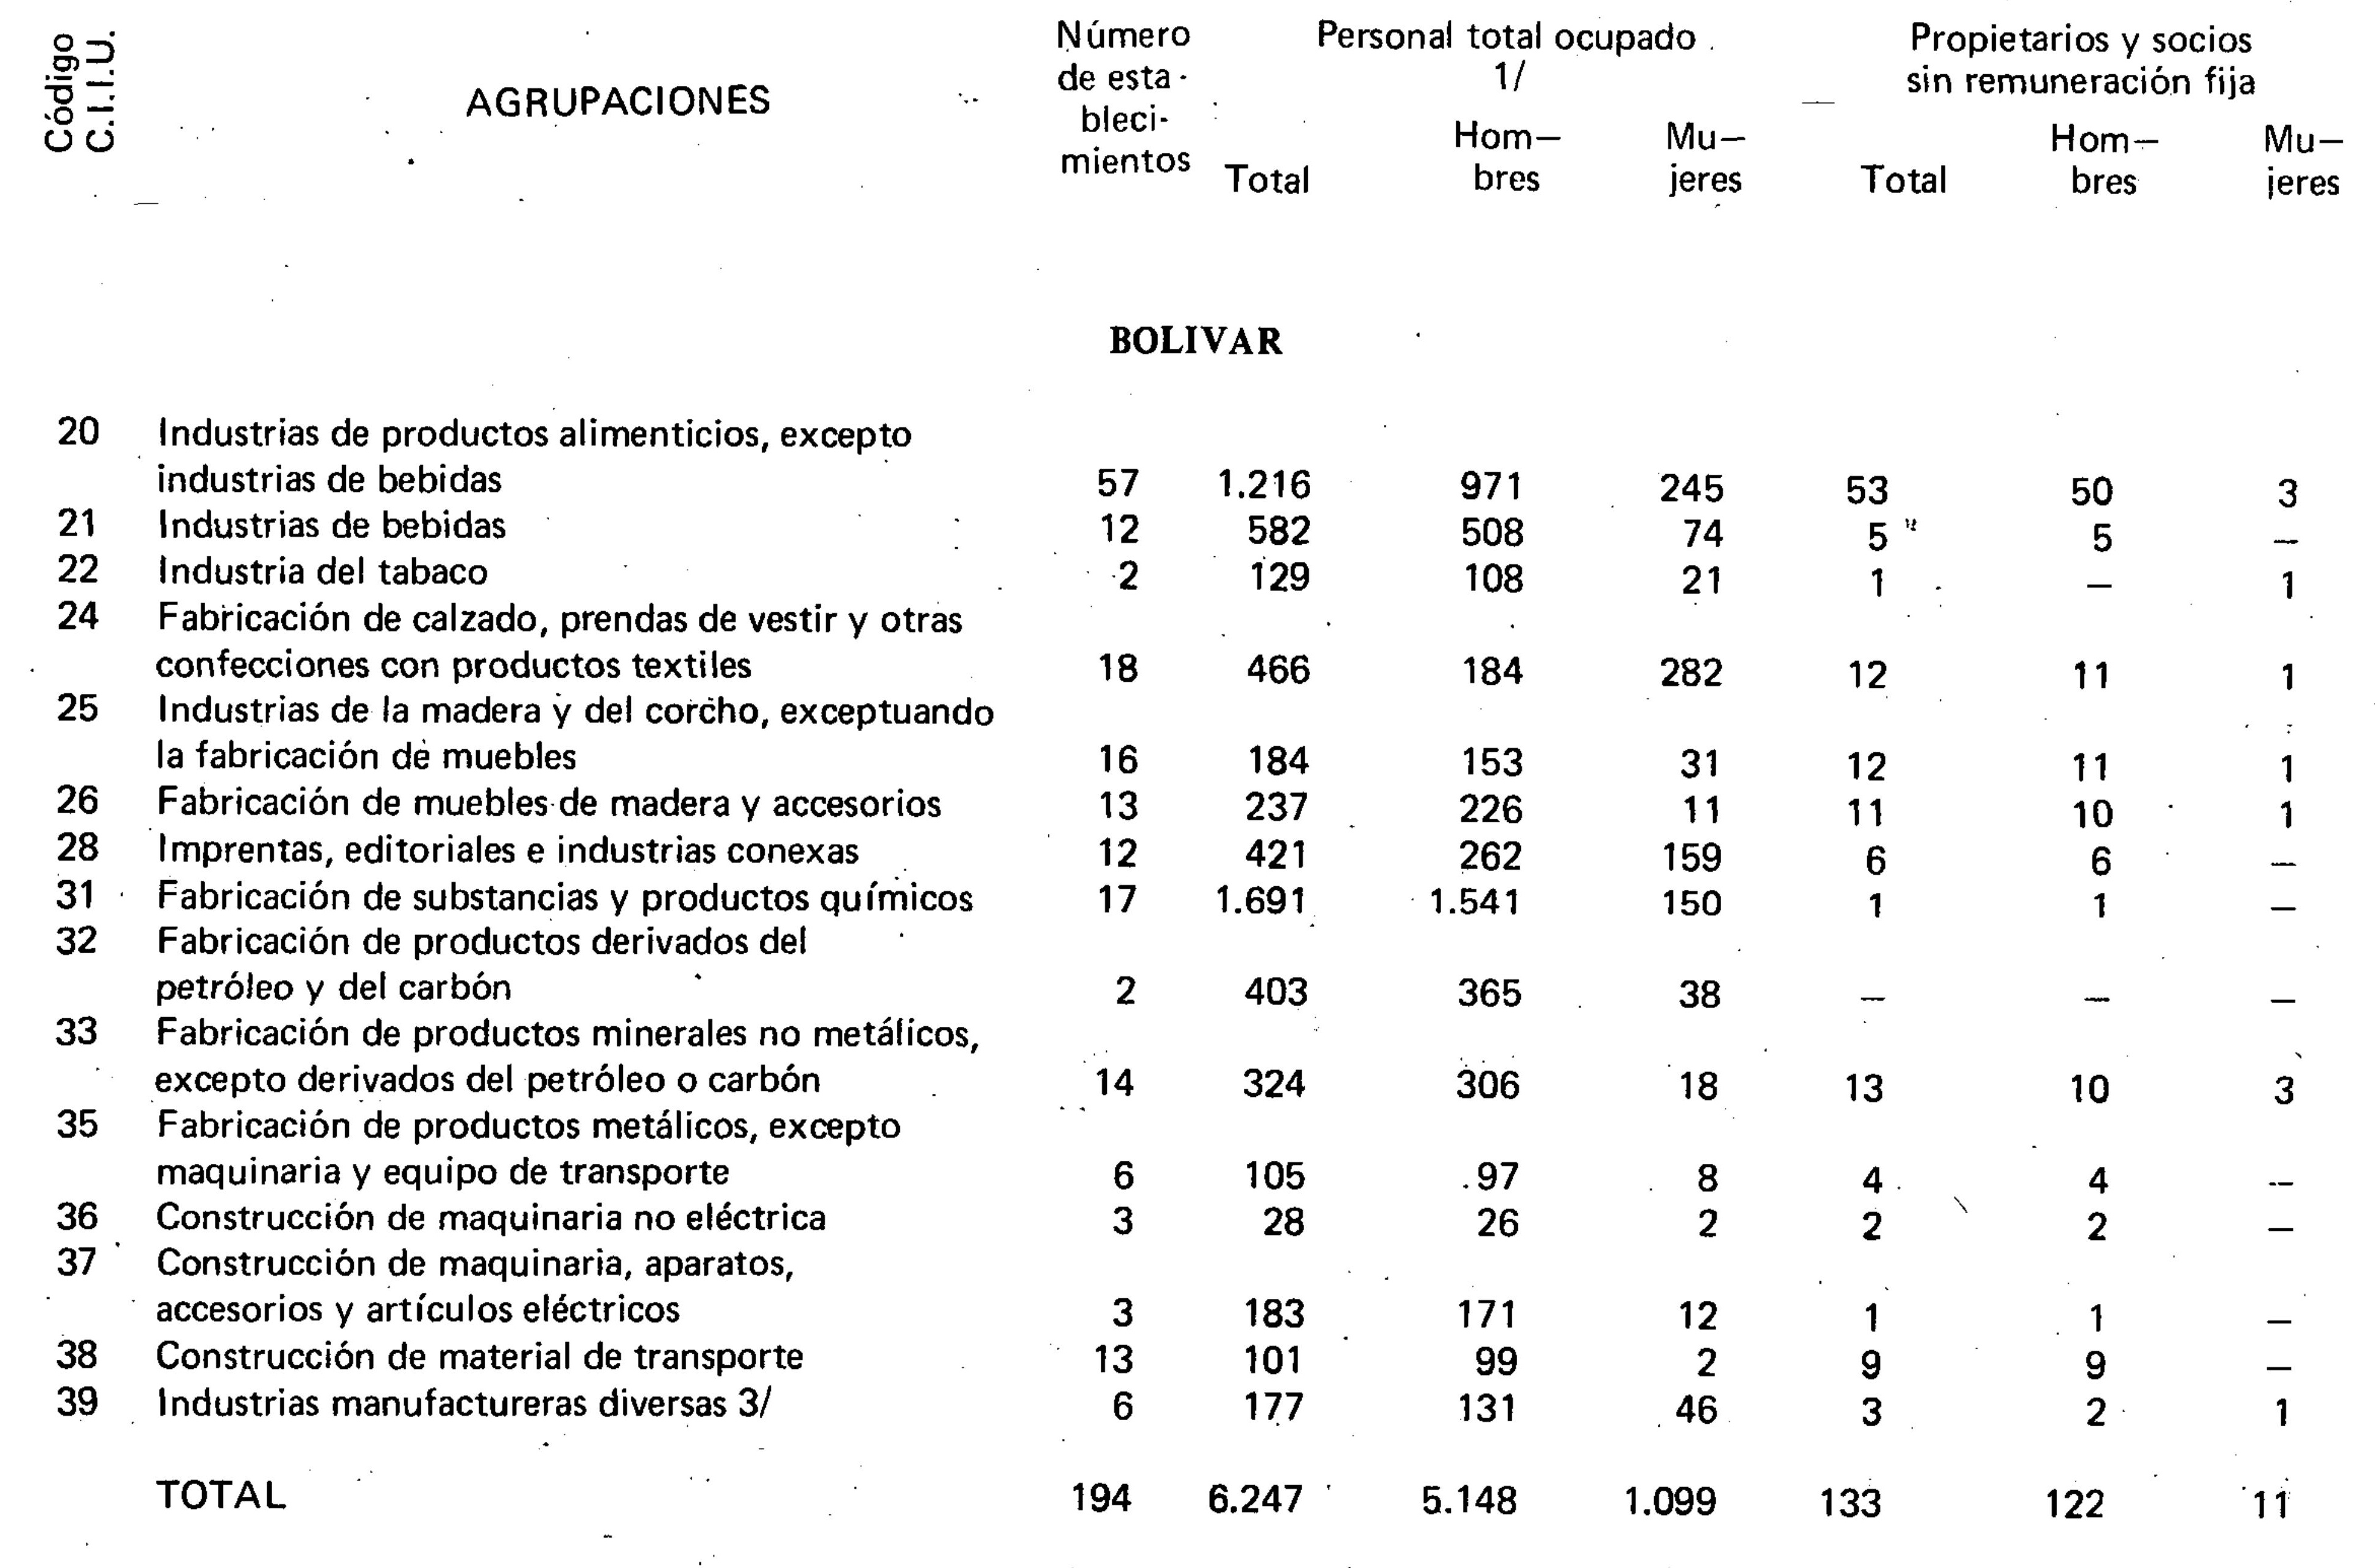 Código
C.I.I.U.
AGRUPACIONES
Número
de esta-
bleci-
mientos
Personal total ocupado
1/
Total
Hom—
bres
Mu—
jeres
Propietarios y socios
sin remuneración fija
Total
Hom—
bres
Mu—
jeres
BOLIVAR
20 Industrias de productos alimenticios, excepto
industrias de bebidas 57 1.216 971 245 53 50 3
21 Industrias de bebidas 12 582 508 74 5 5 —
22 Industria del tabaco 2 129 108 21 1 — 1
24 Fabricación de calzado, prendas de vestir y otras
confecciones con productos textiles 18 466 184 282 12 11 1
25 Industrias de la madera y del corcho, exceptuando
la fabricación de muebles 16 184 153 31 12 11 1
26 Fabricación de muebles de madera y accesorios 13 237 226 11 11 10 1
28 Imprentas, editoriales e industrias conexas 12 421 262 159 6 6 —
31 Fabricación de substancias y productos químicos 17 1.691 1.541 150 1 1 —
32 Fabricación de productos derivados del
petróleo y del carbón 2 403 365 38 — — —
33 Fabricación de productos minerales no metálicos,
excepto derivados del petróleo o carbón 14 324 306 18 13 10 3
35 Fabricación de productos metálicos, excepto
maquinaria y equipo de transporte 6 105 97 8 4 4 —
36 Construcción de maquinaria no eléctrica 3 28 26 2 2 2 —
37 Construcción de maquinaria, aparatos,
accesorios y artículos eléctricos 3 183 171 12 1 1 —
38 Construcción de material de transporte 13 101 99 2 9 9 —
39 Industrias manufactureras diversas 3/ 6 177 131 46 3 2 1
TOTAL 194 6.247 5.148 1.099 133 122 11